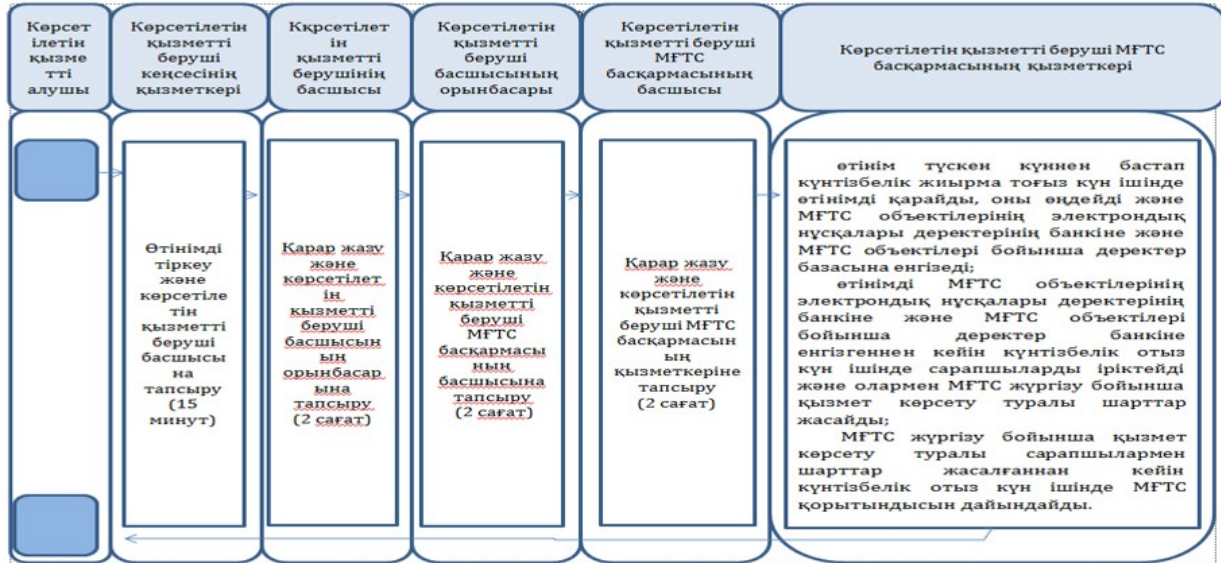 Көрсет
ілетін
қызме
тті
алушы
Көрсетілетін
қызметті
беруші
кеңсесінің
қызметкері
Кқрсетілет
ін
қызметті
берушінің
басшысы
Көрсетілетін
қызметті
беруші
басшысының
орынбасары
Көрсетілетін
қызметті беруші
МҒТС
басқармасының
басшысы
Көрсетілетін қызметті беруші МҒТС
басқармасының қызметкері
Өтінімді
тіркеу
және
көрсетіле
тін
қызметті
беруші
басшысы
на
тапсыру
(15
минут)
Қарар жазу
және
көрсетілет
ін
кызметті
беруші
басшысын
ың
орынбасар
ына
тапсыру
(2 сағат)
Қарар жазу
және
көрсетілетін
қызметті
беруші
МҒТС
басқармасы
ның
басшысына
тапсыру
(2 сағат)
Қарар жазу
және
көрсетілетін
қызметті
беруші МҒТС
басқармасын
ың
қызметкеріне
тапсыру
(2 сағат)
өтінім түскен күннен бастап
күнтізбелік жиырма тоғыз күн ішінде
өтінімді қарайды, оны өңдейді және
МҒТС объектілерінің электрондық
нұсқалары деректерінің банкіне және
МҒТС объектілері бойынша деректер
базасына енгізеді;
өтінімді МҒТС объектілерінің
электрондық нұсқалары деректерінің
банкіне және МҒТС объектілері
бойынша деректер банкіне
енгізгеннен кейін күнтізбелік отыз
күн ішінде сарапшыларды іріктейді
және олармен МҒТС жүргізу бойынша
қызмет көрсету туралы шарттар
жасайды;
МҒТС жүргізу бойынша қызмет
көрсету туралы сарапшылармен
шарттар жасалғаннан кейін
күнтізбелік отыз күн ішінде МҒТС
қорытындысын дайындайды.